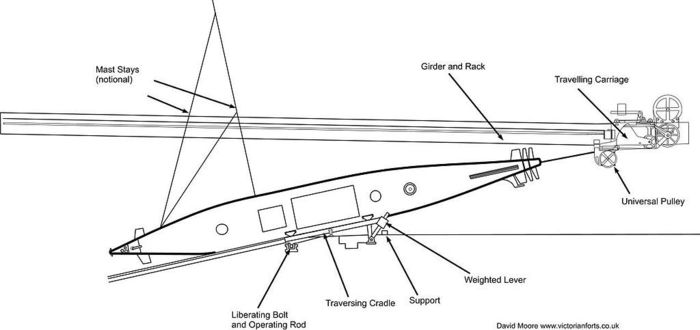 Mast Stays
(notional)
Girder and Rack
Travelling Carriage
Universal Pulley
Weighted Lever
Support
Traversing Cradle
Liberating Bolt
and Operating Rod
David Moore www.victorianforts.co.uk